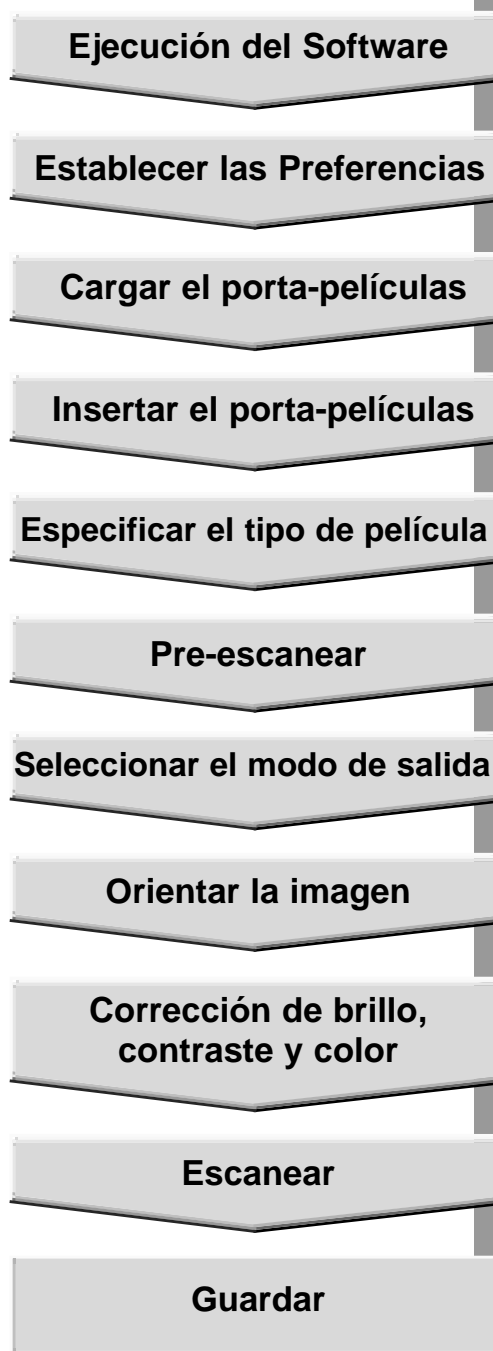 Ejecución del Software
Establecer las Preferencias
Cargar el porta-películas
Insertar el porta-películas
Especificar el tipo de película
Pre-escanear
Seleccionar el modo de salida
Orientar la imagen
Corrección de brillo,
contraste y color
Escanear
Guardar